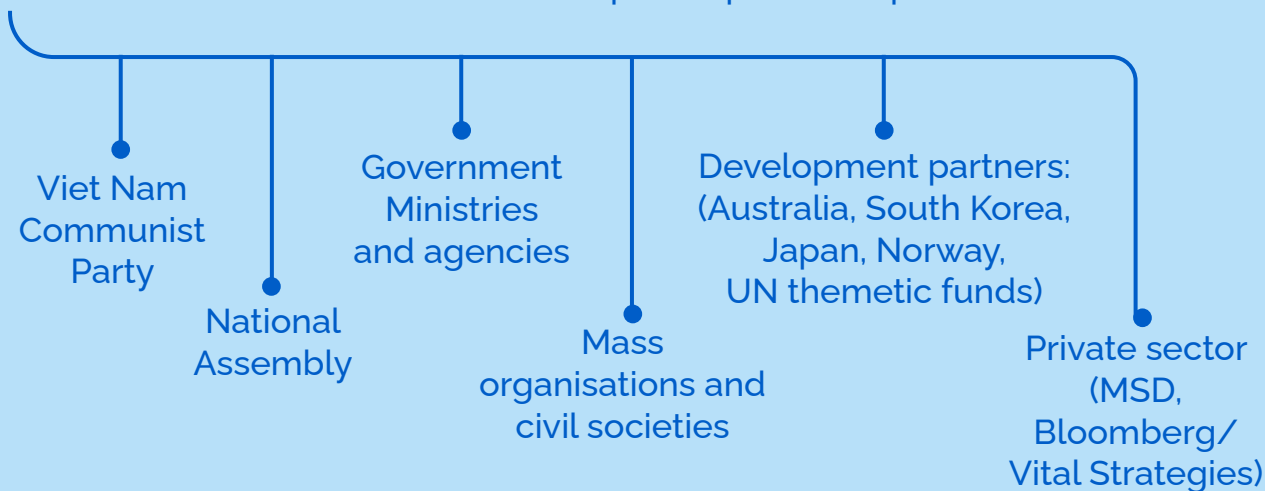 Viet Nam
Communist
Party
National
Assembly
Government
Ministries
and agencies
Mass
organisations and
civil societies
Development partners:
(Australia, South Korea,
Japan, Norway,
UN themetic funds)
Private sector
(MSD,
Bloomberg/
Vital Strategies)